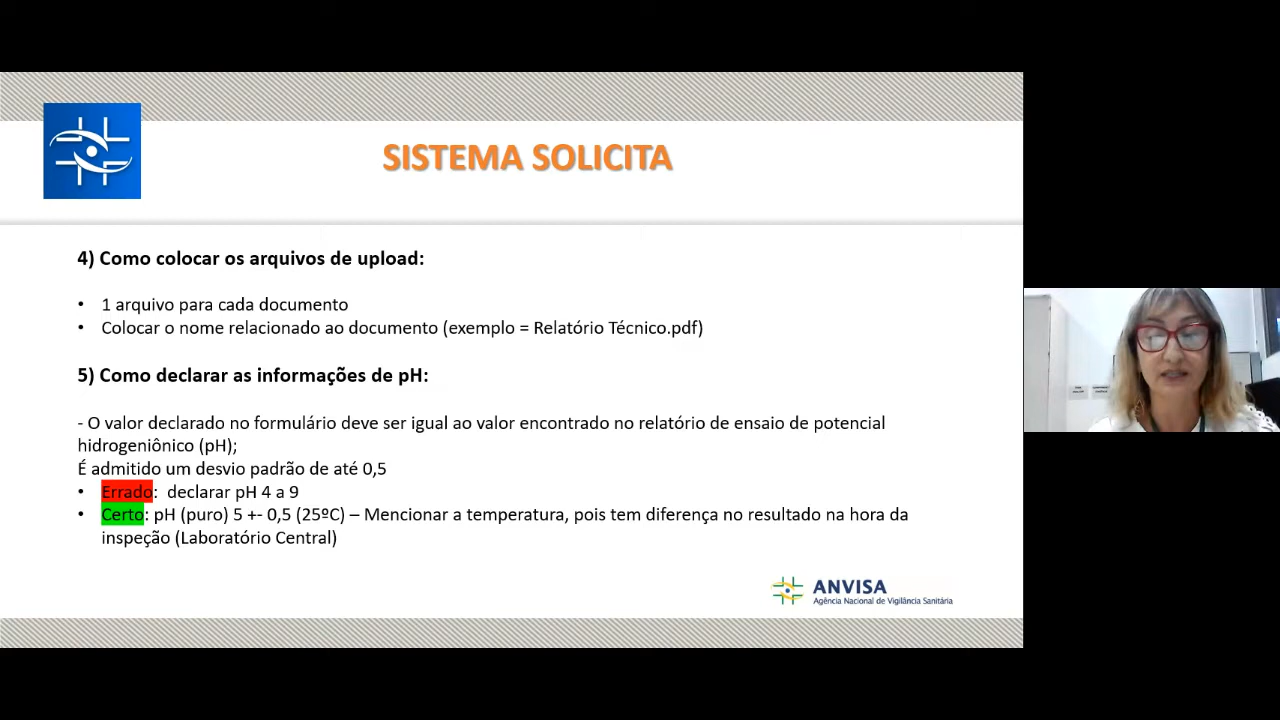 SISTEMA SOLICITA
4) Como colocar os arquivos de upload:
• 1 arquivo para cada documento
• Colocar o nome relacionado ao documento (exemplo = Relatório Técnico.pdf)
5) Como declarar as informações de pH:
- O valor declarado no formulário deve ser igual ao valor encontrado no relatório de ensaio de potencial
hidrogeniônico (pH);
É admitido um desvio padrão de até 0,5
• Errado:  declarar pH 4 a 9
• Certo: pH (puro) 5 +- 0,5 (25ºC) – Mencionar a temperatura, pois tem diferença no resultado na hora da
inspeção (Laboratório Central)
ANVISA
Agência Nacional de Vigilância Sanitária